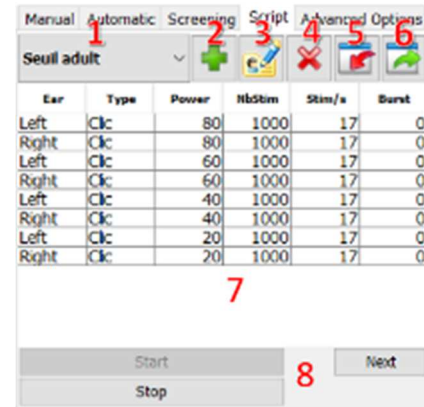 Manual Automatic Screening Script Advanced Options
1 2 3 4 5 6
Seuil adult
Ear Type Power NbStim Stim/s Burst
Left Clic 80 1000 17 0
Right Clic 80 1000 17 0
Left Clic 60 1000 17 0
Right Clic 60 1000 17 0
Left Clic 40 1000 17 0
Right Clic 40 1000 17 0
Left Clic 20 1000 17 0
Right Clic 20 1000 17 0
7
Start 8 Next
Stop